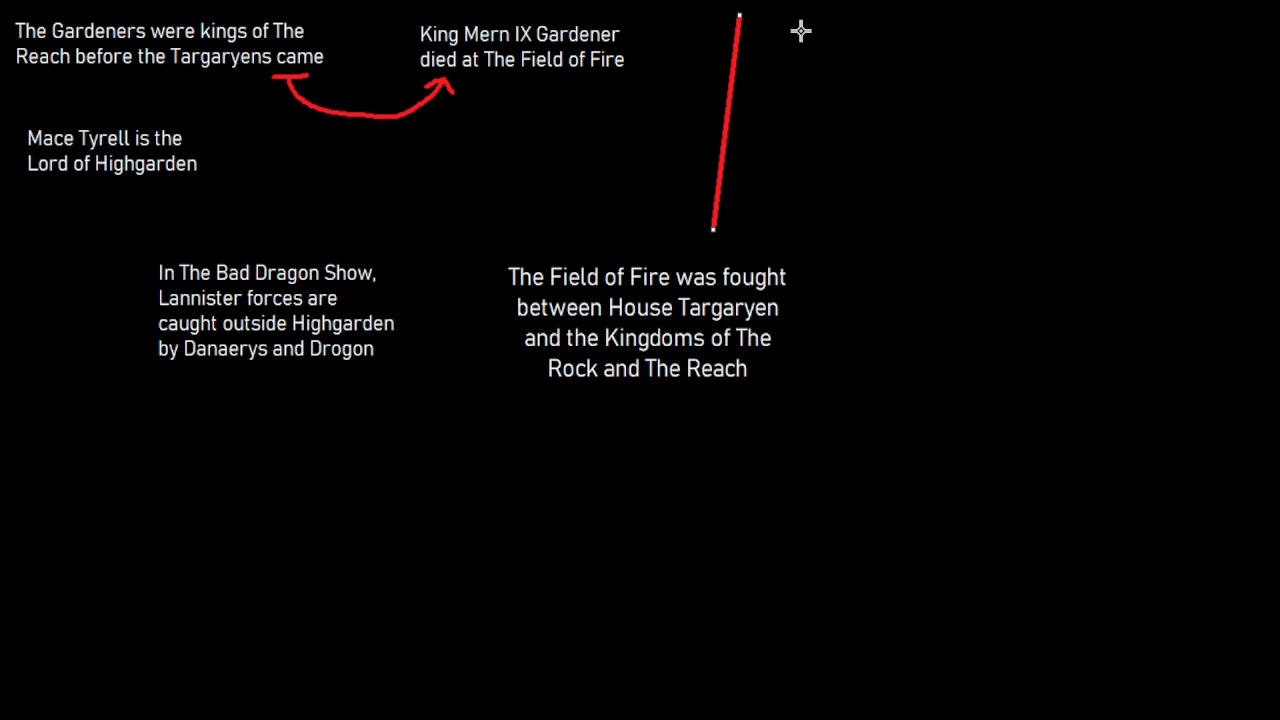 The Gardeners were kings of The
Reach before the Targaryens came
King Mern IX Gardener
died at The Field of Fire
Mace Tyrell is the
Lord of Highgarden
In The Bad Dragon Show,
Lannister forces are
caught outside Highgarden
by Danaerys and Drogon
The Field of Fire was fought
between House Targaryen
and the Kingdoms of The
Rock and The Reach